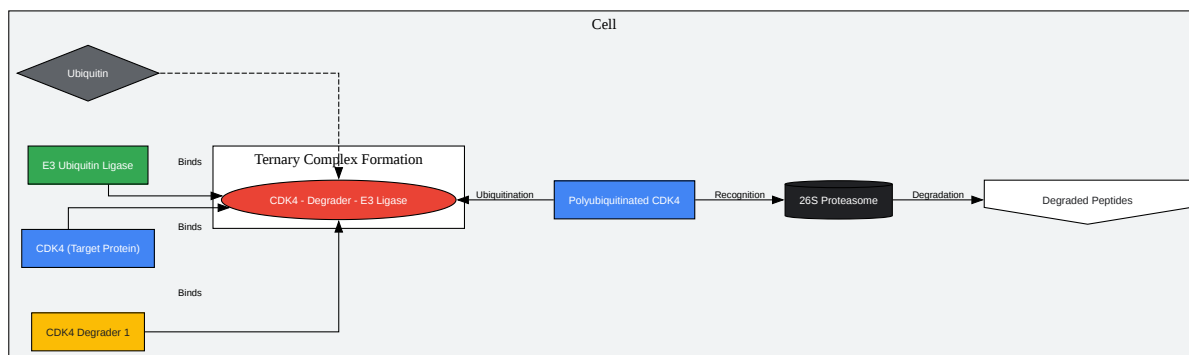 Cell
Ubiquitin
E3 Ubiquitin Ligase
Binds
Ternary Complex Formation
CDK4 - Degrader - E3 Ligase
Ubiquitination
Polyubiquitinated CDK4
Recognition
26S Proteasome
Degradation
Degraded Peptides
Binds
CDK4 (Target Protein)
Binds
CDK4 Degrader 1